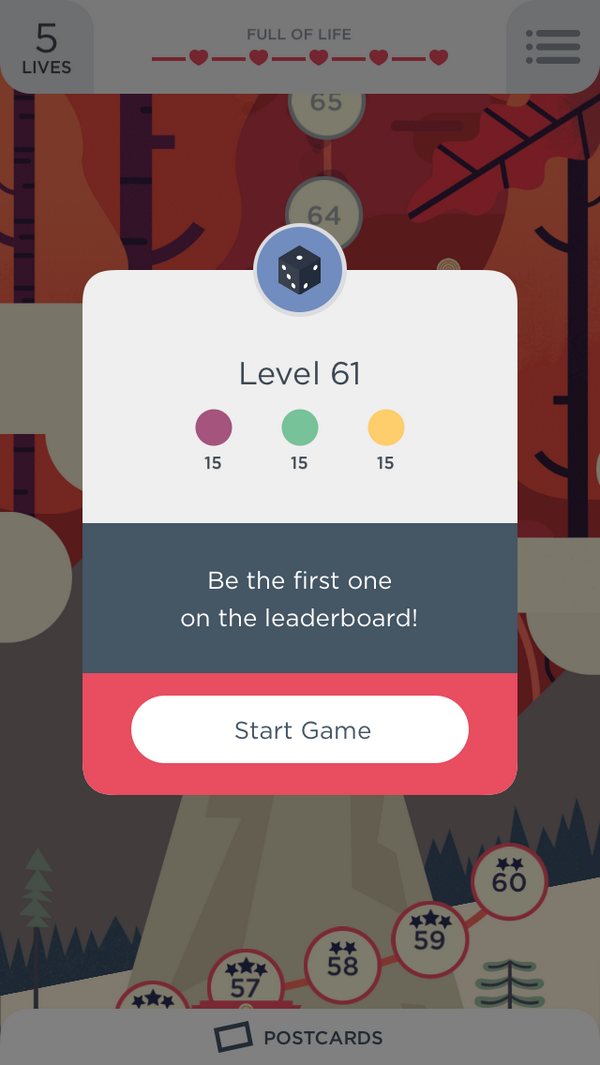 5
LIVES
FULL OF LIFE
65
64
Level 61
15 15 15
Be the first one
on the leaderboard!
Start Game
60
59
58
57
POSTCARDS